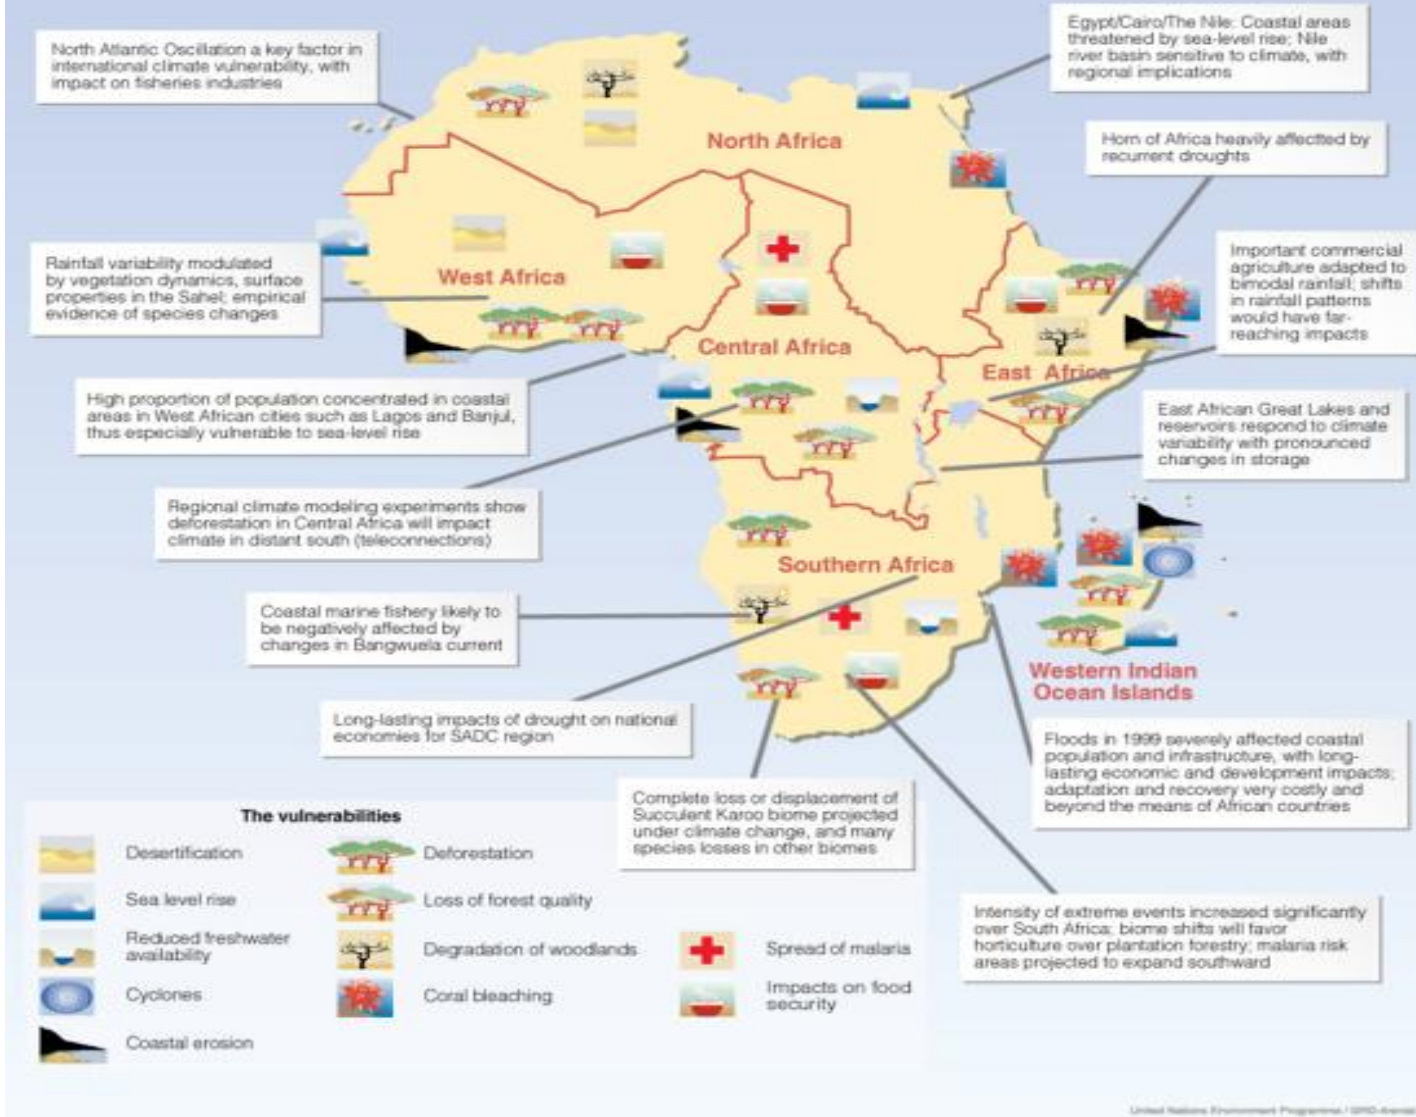 North Atlantic Oscillation a key factor in
international climate vulnerability, with
impact on fisheries industries
Egypt/Cairo/The Nile: Coastal areas
threatened by sea-level rise; Nile
river basin sensitive to climate, with
regional implications
North Africa
Horn of Africa heavily affectted by
recurrent droughts
Rainfall variability modulated
by vegetation dynamics, surface
properties in the Sahel; empirical
evidence of species changes
West Africa
Important commercial
agriculture adapted to
bimodal rainfall; shifts
in rainfall patterns
would have far-
reaching impacts
Central Africa
East Africa
High proportion of population concentrated in coastal
areas in West African cities such as Lagos and Banjul,
thus especially vulnerable to sea-level rise
East African Great Lakes and
reservoirs respond to climate
variability with pronounced
changes in storage
Regional climate modeling experiments show
deforestation in Central Africa will impact
climate in distant south (teleconnections)
Southern Africa
Coastal marine fishery likely to
be negatively affected by
changes in Bangwuela current
Western Indian
Ocean Islands
Long-lasting impacts of drought on national
economies for SADC region
Floods in 1999 severely affected coastal
population and infrastructure, with long-
lasting economic and development impacts;
adaptation and recovery very costly and
beyond the means of African countries
Complete loss or displacement of
Succulent Karoo biome projected
under climate change, and many
species losses in other biomes
Intensity of extreme events increased significantly
over South Africa; biome shifts will favor
horticulture over plantation forestry; malaria risk
areas projected to expand southward
The vulnerabilities
Desertification
Sea level rise
Reduced freshwater
availability
Cyclones
Coastal erosion
Deforestation
Loss of forest quality
Degradation of woodlands
Coral bleaching
Spread of malaria
Impacts on food
security
United Nations Environment Programme / GRID-Arendal